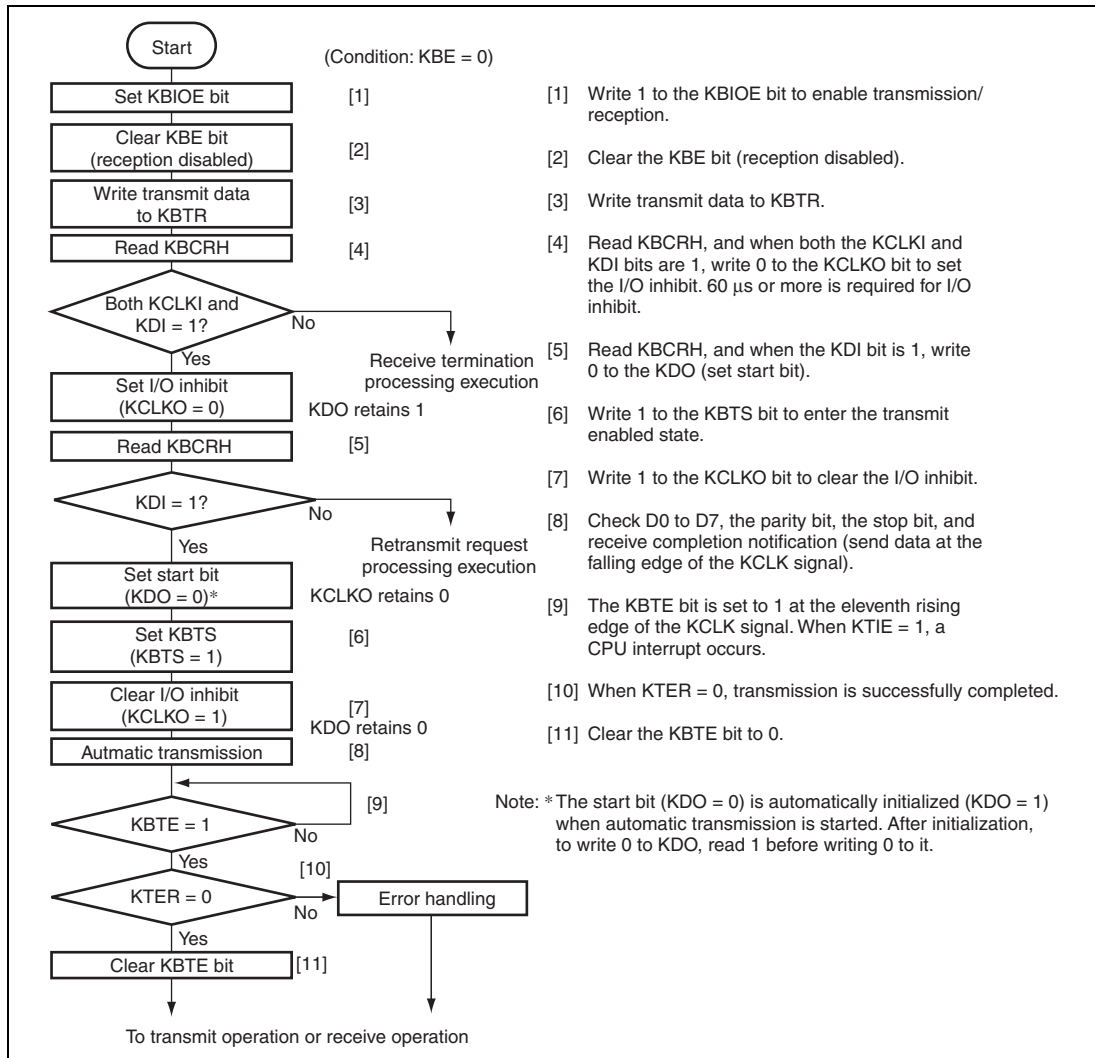 Start
(Condition: KBE = 0)
Set KBIOE bit
[1]
Clear KBE bit
(reception disabled)
[2]
Write transmit data
to KBTR
[3]
Read KBCRH
[4]
Both KCLKI and
KDI = 1?
No
Yes
Receive termination
processing execution
Set I/O inhibit
(KCLKO = 0)
KDO retains 1
Read KBCRH
[5]
KDI = 1?
No
Yes
Retransmit request
processing execution
Set start bit
(KDO = 0)*
KCLKO retains 0
Set KBTS
(KBTS = 1)
[6]
Clear I/O inhibit
(KCLKO = 1)
[7]
KDO retains 0
Autmatic transmission
[8]
[9]
KBTE = 1
No
Yes
[10]
KTER = 0
No
Error handling
Yes
Clear KBTE bit
[11]
To transmit operation or receive operation
[1] Write 1 to the KBIOE bit to enable transmission/
reception.
[2] Clear the KBE bit (reception disabled).
[3] Write transmit data to KBTR.
[4] Read KBCRH, and when both the KCLKI and
KDI bits are 1, write 0 to the KCLKO bit to set
the I/O inhibit. 60 μs or more is required for I/O
inhibit.
[5] Read KBCRH, and when the KDI bit is 1, write
0 to the KDO (set start bit).
[6] Write 1 to the KBTS bit to enter the transmit
enabled state.
[7] Write 1 to the KCLKO bit to clear the I/O inhibit.
[8] Check D0 to D7, the parity bit, the stop bit, and
receive completion notification (send data at the
falling edge of the KCLK signal).
[9] The KBTE bit is set to 1 at the eleventh rising
edge of the KCLK signal. When KTIE = 1, a
CPU interrupt occurs.
[10] When KTER = 0, transmission is successfully completed.
[11] Clear the KBTE bit to 0.
Note: * The start bit (KDO = 0) is automatically initialized (KDO = 1)
when automatic transmission is started. After initialization,
to write 0 to KDO, read 1 before writing 0 to it.